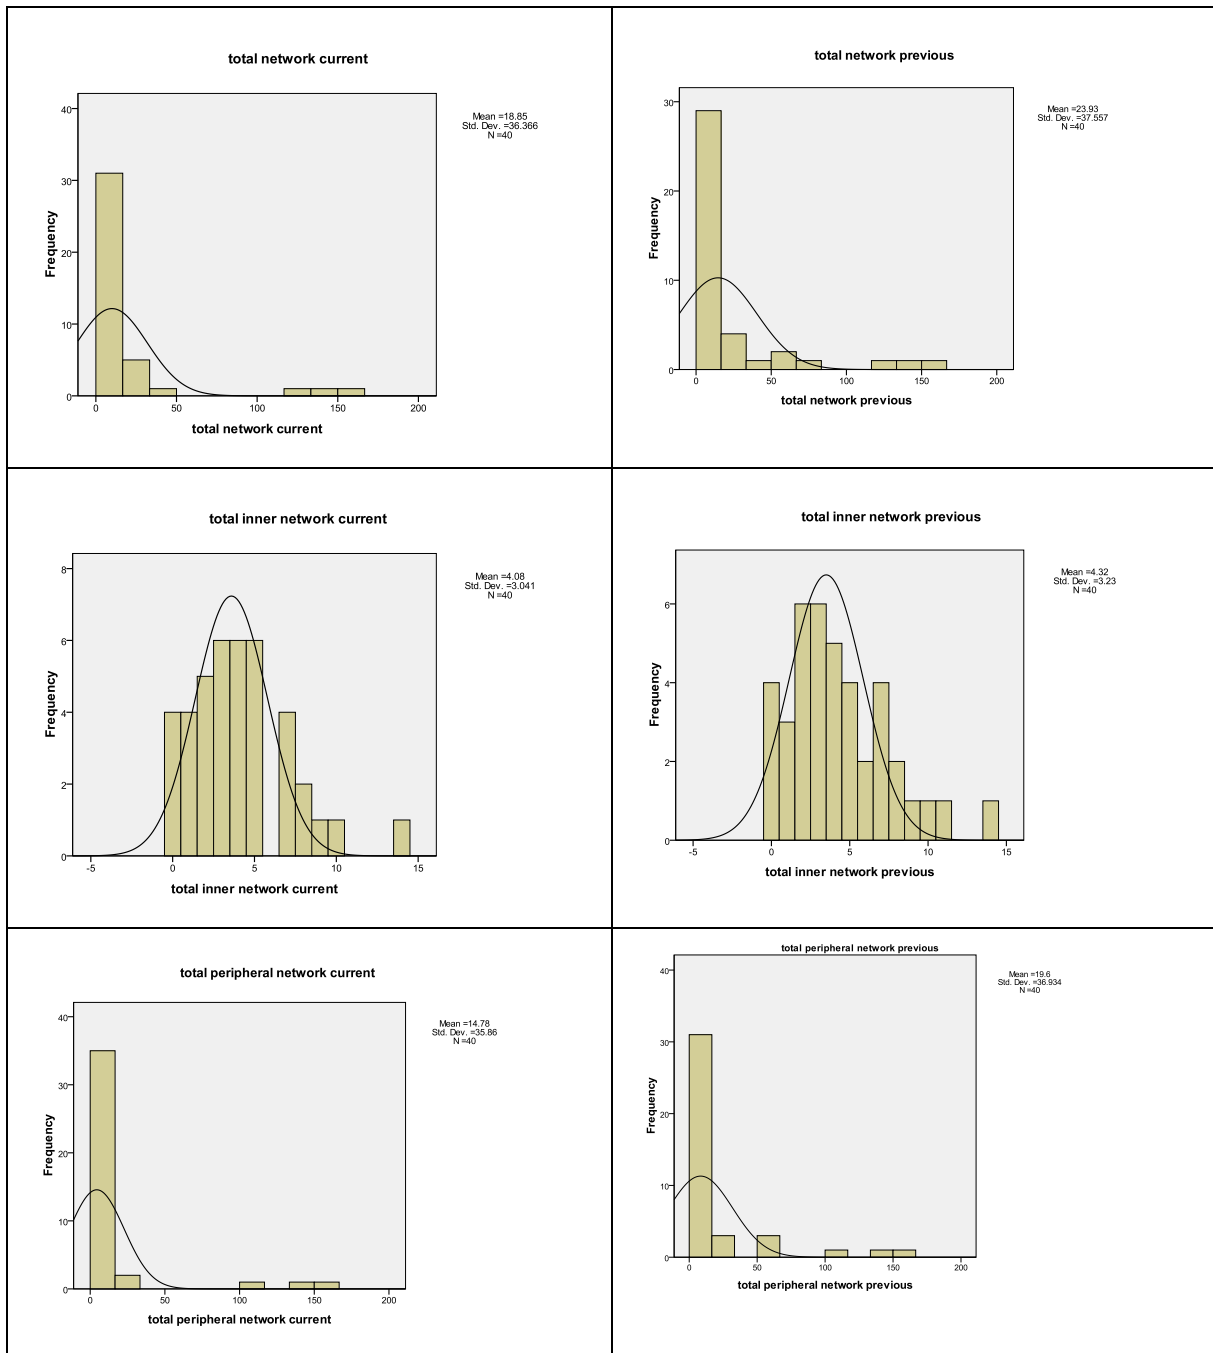 total network current
Mean =18.85
Std. Dev. =36.366
N =40
40
30
20
10
0
Frequency
0 50 100 150 200
total network current
total network previous
Mean =23.93
Std. Dev. =37.557
N =40
30
20
10
0
Frequency
0 50 100 150 200
total network previous
total inner network current
Mean =4.08
Std. Dev. =3.041
N =40
8
6
4
2
0
Frequency
-5 0 5 10 15
total inner network current
total inner network previous
Mean =4.32
Std. Dev. =3.23
N =40
6
4
2
0
Frequency
-5 0 5 10 15
total inner network previous
total peripheral network current
Mean =14.78
Std. Dev. =35.86
N =40
40
30
20
10
0
Frequency
0 50 100 150 200
total peripheral network current
total peripheral network previous
Mean =19.6
Std. Dev. =36.934
N =40
40
30
20
10
0
Frequency
0 50 100 150 200
total peripheral network previous